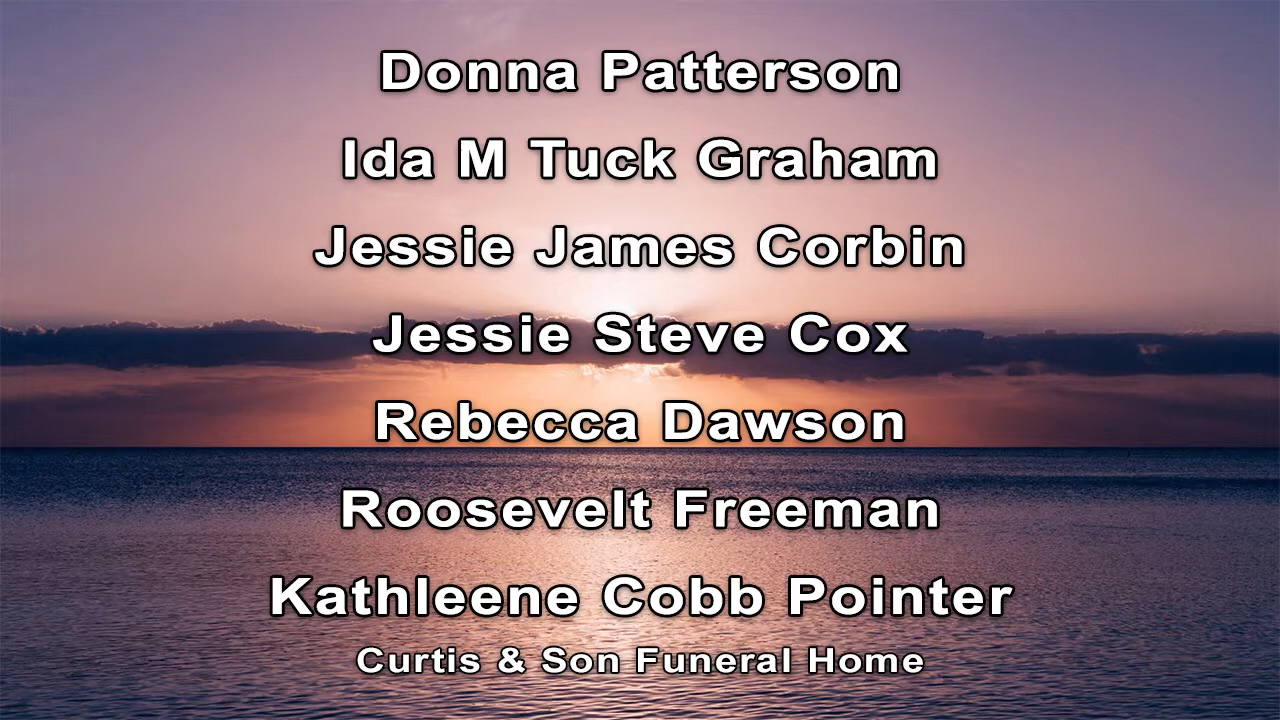 Donna Patterson
Ida M Tuck Graham
Jessie James Corbin
Jessie Steve Cox
Rebecca Dawson
Roosevelt Freeman
Kathleene Cobb Pointer
Curtis & Son Funeral Home